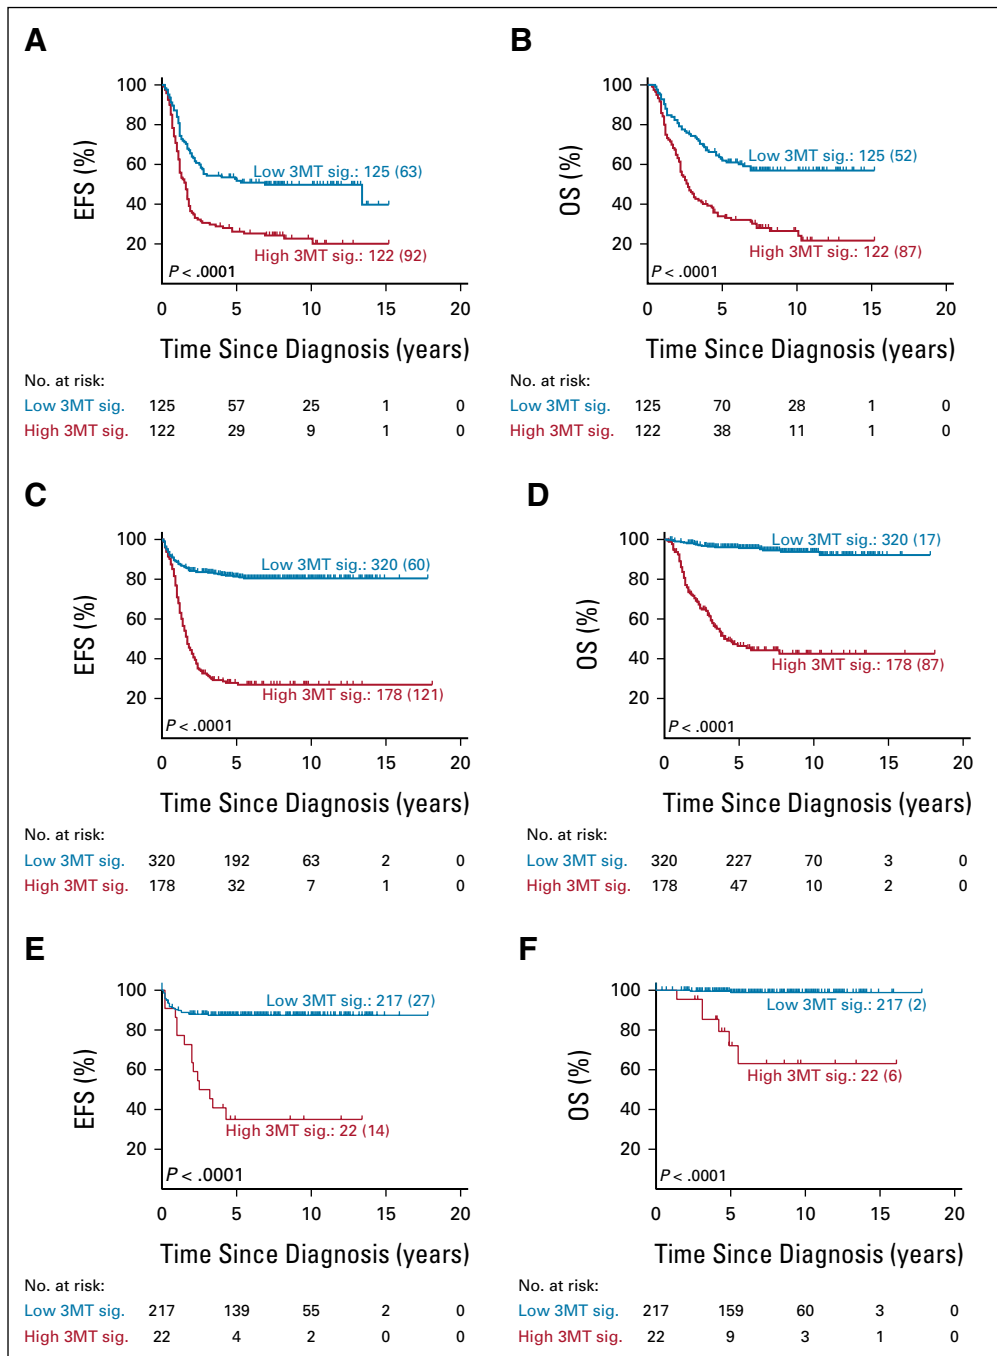 A
EFS (%)
100
80
60
40
20
Low 3MT sig.: 125 (63)
High 3MT sig.: 122 (92)
P < .0001
0 5 10 15 20
Time Since Diagnosis (years)
No. at risk:
Low 3MT sig. 125 57 25 1 0
High 3MT sig. 122 29 9 1 0
B
OS (%)
100
80
60
40
20
Low 3MT sig.: 125 (52)
High 3MT sig.: 122 (87)
P < .0001
0 5 10 15 20
Time Since Diagnosis (years)
No. at risk:
Low 3MT sig. 125 70 28 1 0
High 3MT sig. 122 38 11 1 0
C
EFS (%)
100
80
60
40
20
Low 3MT sig.: 320 (60)
High 3MT sig.: 178 (121)
P < .0001
0 5 10 15 20
Time Since Diagnosis (years)
No. at risk:
Low 3MT sig. 320 192 63 2 0
High 3MT sig. 178 32 7 1 0
D
OS (%)
100
80
60
40
20
Low 3MT sig.: 320 (17)
High 3MT sig.: 178 (87)
P < .0001
0 5 10 15 20
Time Since Diagnosis (years)
No. at risk:
Low 3MT sig. 320 227 70 3 0
High 3MT sig. 178 47 10 2 0
E
EFS (%)
100
80
60
40
20
Low 3MT sig.: 217 (27)
High 3MT sig.: 22 (14)
P < .0001
0 5 10 15 20
Time Since Diagnosis (years)
No. at risk:
Low 3MT sig. 217 139 55 2 0
High 3MT sig. 22 4 2 0 0
F
OS (%)
100
80
60
40
20
Low 3MT sig.: 217 (2)
High 3MT sig.: 22 (6)
P < .0001
0 5 10 15 20
Time Since Diagnosis (years)
No. at risk:
Low 3MT sig. 217 159 60 3 0
High 3MT sig. 22 9 3 1 0